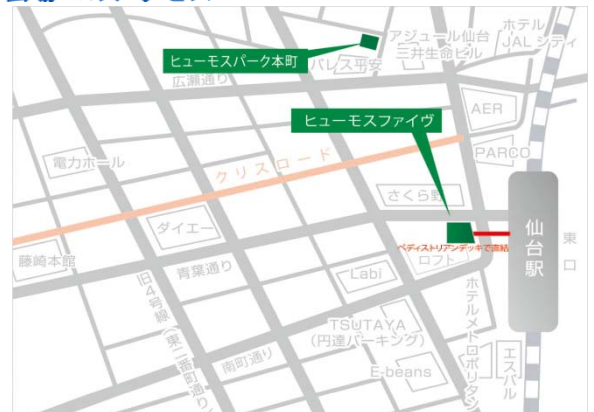 ホテル
JALシティ
アジュール仙台
三井生命ビル
ヒューモスパーク本町
パレス平安
広瀬通り
AER
ヒューモスファイヴ
PARCO
電力ホール
クリスロード
さくら野
ダイエー
仙台駅
東口
ペディストリアンデッキで直結
ロフト
藤崎本館
青葉通り
Labi
旧4号線(東二番町通り)
ホテルメトロポリタン
TSUTAYA
(円達パーキング)
南町通り
E-beans
エスパル